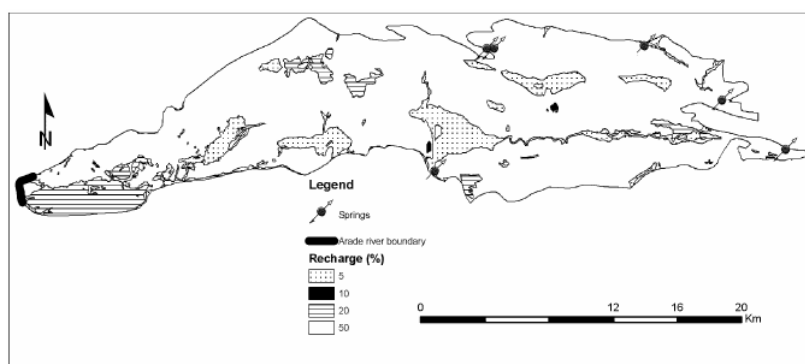 N
Legend
Springs
Arade river boundary
Recharge (%)
5
10
20
50
0 12 16 20
Km